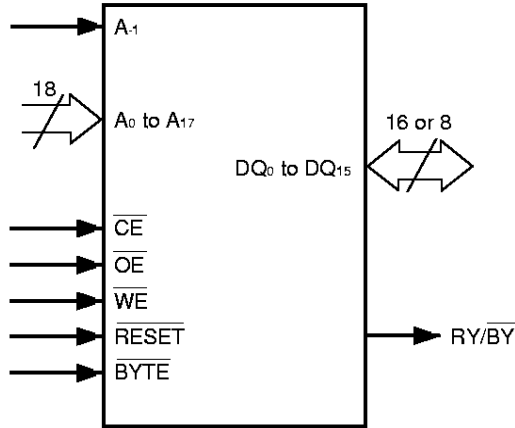 A-1
18
A0 to A17
16 or 8
DQ0 to DQ15
CE
OE
WE
RESET
RY/BY
BYTE